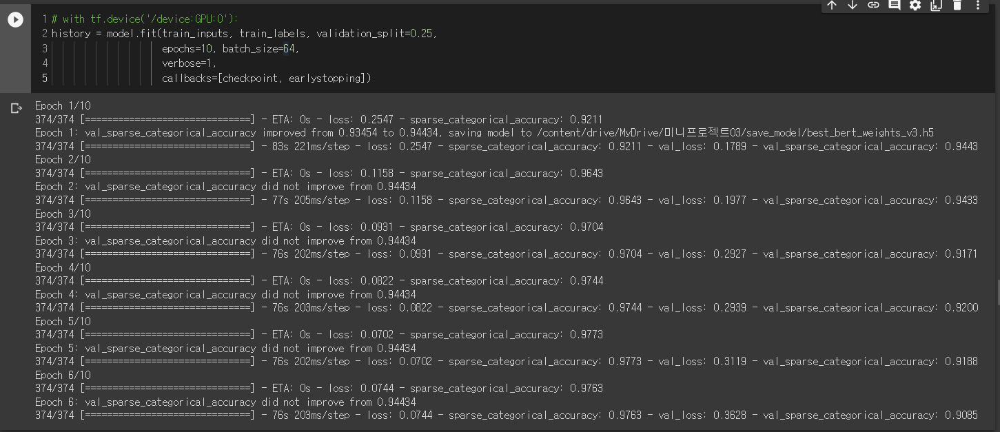 1 # with tf.device('/device:GPU:0'):
2 history = model.fit(train_inputs, train_labels, validation_split=0.25,
3 epochs=10, batch_size=64,
4 verbose=1,
5 callbacks=[checkpoint, earlystopping])
Epoch 1/10
374/374 [==============================] - ETA: 0s - loss: 0.2547 - sparse_categorical_accuracy: 0.9211
Epoch 1: val_sparse_categorical_accuracy improved from 0.93454 to 0.94434, saving model to /content/drive/MyDrive/미니프로젝트03/save_model/best_bert_weights_v3.h5
374/374 [==============================] - 83s 221ms/step - loss: 0.2547 - sparse_categorical_accuracy: 0.9211 - val_loss: 0.1789 - val_sparse_categorical_accuracy: 0.9443
Epoch 2/10
374/374 [==============================] - ETA: 0s - loss: 0.1158 - sparse_categorical_accuracy: 0.9643
Epoch 2: val_sparse_categorical_accuracy did not improve from 0.94434
374/374 [==============================] - 77s 205ms/step - loss: 0.1158 - sparse_categorical_accuracy: 0.9643 - val_loss: 0.1977 - val_sparse_categorical_accuracy: 0.9433
Epoch 3/10
374/374 [==============================] - ETA: 0s - loss: 0.0931 - sparse_categorical_accuracy: 0.9704
Epoch 3: val_sparse_categorical_accuracy did not improve from 0.94434
374/374 [==============================] - 76s 202ms/step - loss: 0.0931 - sparse_categorical_accuracy: 0.9704 - val_loss: 0.2927 - val_sparse_categorical_accuracy: 0.9171
Epoch 4/10
374/374 [==============================] - ETA: 0s - loss: 0.0822 - sparse_categorical_accuracy: 0.9744
Epoch 4: val_sparse_categorical_accuracy did not improve from 0.94434
374/374 [==============================] - 76s 203ms/step - loss: 0.0822 - sparse_categorical_accuracy: 0.9744 - val_loss: 0.2939 - val_sparse_categorical_accuracy: 0.9200
Epoch 5/10
374/374 [==============================] - ETA: 0s - loss: 0.0702 - sparse_categorical_accuracy: 0.9773
Epoch 5: val_sparse_categorical_accuracy did not improve from 0.94434
374/374 [==============================] - 76s 202ms/step - loss: 0.0702 - sparse_categorical_accuracy: 0.9773 - val_loss: 0.3119 - val_sparse_categorical_accuracy: 0.9188
Epoch 6/10
374/374 [==============================] - ETA: 0s - loss: 0.0744 - sparse_categorical_accuracy: 0.9763
Epoch 6: val_sparse_categorical_accuracy did not improve from 0.94434
374/374 [==============================] - 76s 203ms/step - loss: 0.0744 - sparse_categorical_accuracy: 0.9763 - val_loss: 0.3628 - val_sparse_categorical_accuracy: 0.9085